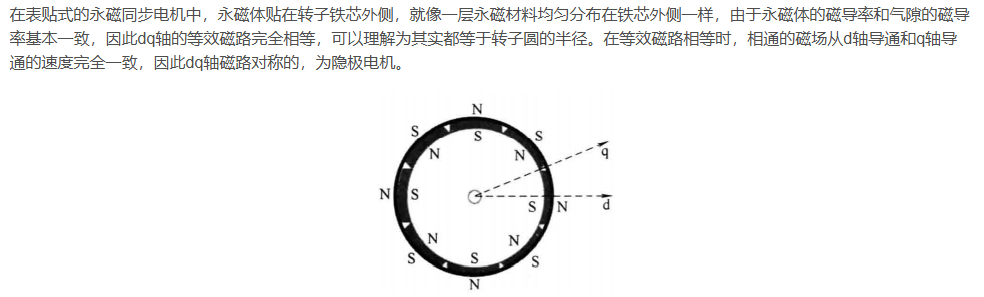 在表贴式的永磁同步电机中，永磁体贴在转子铁芯外侧，就像一层永磁材料均匀分布在铁芯外侧一样，由于永磁体的磁导率和气隙的磁导
率基本一致，因此dq轴的等效磁路完全相等，可以理解为其实都等于转子圆的半径。在等效磁路相等时，相通的磁场从d轴导通和q轴导
通的速度完全一致，因此dq轴磁路对称的，为隐极电机。
N
S S S
N N q
N S S N d
N N
S S S
N